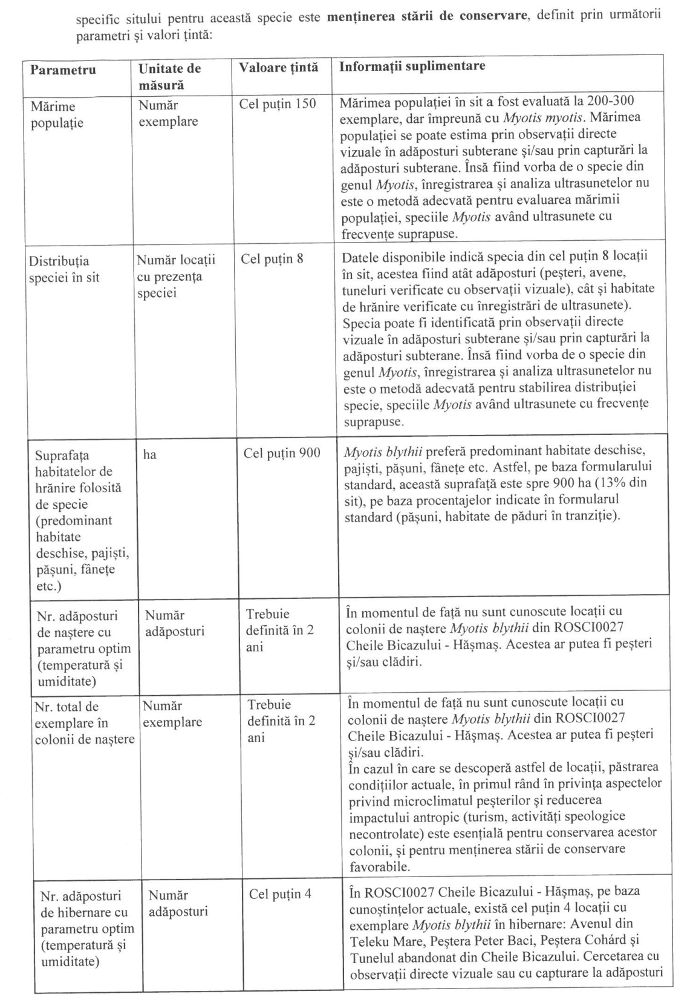 specific sitului pentru această specie este menținerea stării de conservare, definit prin următorii
parametri și valori țintă:
Parametru
Unitate de
măsură
Valoare țintă
Informații suplimentare
Mărime
populație
Număr
exemplare
Cel puțin 150
Mărimea populației în sit a fost evaluată la 200-300
exemplare, dar împreună cu Myotis myotis. Mărimea
populației se poate estima prin observații directe
vizuale în adăposturi subterane și/sau prin capturări la
adăposturi subterane. Însă fiind vorba de o specie din
genul Myotis, înregistrarea și analiza ultrasunetelor nu
este o metodă adecvată pentru evaluarea mărimii
populației, speciile Myotis având ultrasunete cu
frecvențe suprapuse.
Distribuția
speciei în sit
Număr locații
cu prezența
speciei
Cel puțin 8
Datele disponibile indică specia din cel puțin 8 locații
în sit, acestea fiind atât adăposturi (peșteri, avene,
tuneluri verificate cu observații vizuale), cât și habitate
de hrănire verificate cu înregistrări de ultrasunete).
Specia poate fi identificată prin observații directe
vizuale în adăposturi subterane și/sau prin capturări la
adăposturi subterane. Însă fiind vorba de o specie din
genul Myotis, înregistrarea și analiza ultrasunetelor nu
este o metodă adecvată pentru stabilirea distribuției
specie, speciile Myotis având ultrasunete cu frecvențe
suprapuse.
Suprafața
habitatelor de
hrănire folosită
de specie
(predominant
habitate
deschise, pajiști,
pășuni, fânețe
etc.)
ha
Cel puțin 900
Myotis blythii preferă predominant habitate deschise,
pajiști, pășuni, fânețe etc. Astfel, pe baza formularului
standard, această suprafață este spre 900 ha (13% din
sit), pe baza procentajelor indicate în formularul
standard (pășuni, habitate de păduri în tranziție).
Nr. adăposturi
de naștere cu
parametru optim
(temperatură și
umiditate)
Număr
adăposturi
Trebuie
definită în 2
ani
În momentul de față nu sunt cunoscute locații cu
colonii de naștere Myotis blythii din ROSCI0027
Cheile Bicazului - Hășmaș. Acestea ar putea fi peșteri
și/sau clădiri.
Nr. total de
exemplare în
colonii de naștere
Număr
exemplare
Trebuie
definită în 2
ani
În momentul de față nu sunt cunoscute locații cu
colonii de naștere Myotis blythii din ROSCI0027
Cheile Bicazului - Hășmaș. Acestea ar putea fi peșteri
și/sau clădiri.
În cazul în care se descoperă astfel de locații, păstrarea
condițiilor actuale, în primul rând în privința aspectelor
privind microclimatul peșterilor și reducerea
impactului antropic (turism, activități speologice
necontrolate) este esențială pentru conservarea acestor
colonii, și pentru menținerea stării de conservare
favorabile.
Nr. adăposturi
de hibernare cu
parametru optim
(temperatură și
umiditate)
Număr
adăposturi
Cel puțin 4
În ROSCI0027 Cheile Bicazului - Hășmaș, pe baza
cunoștințelor actuale, există cel puțin 4 locații cu
exemplare Myotis blythii în hibernare: Avenul din
Teleku Mare, Peștera Peter Baci, Peștera Cohárd și
Tunelul abandonat din Cheile Bicazului. Cercetarea cu
observații directe vizuale sau cu capturare la adăposturi